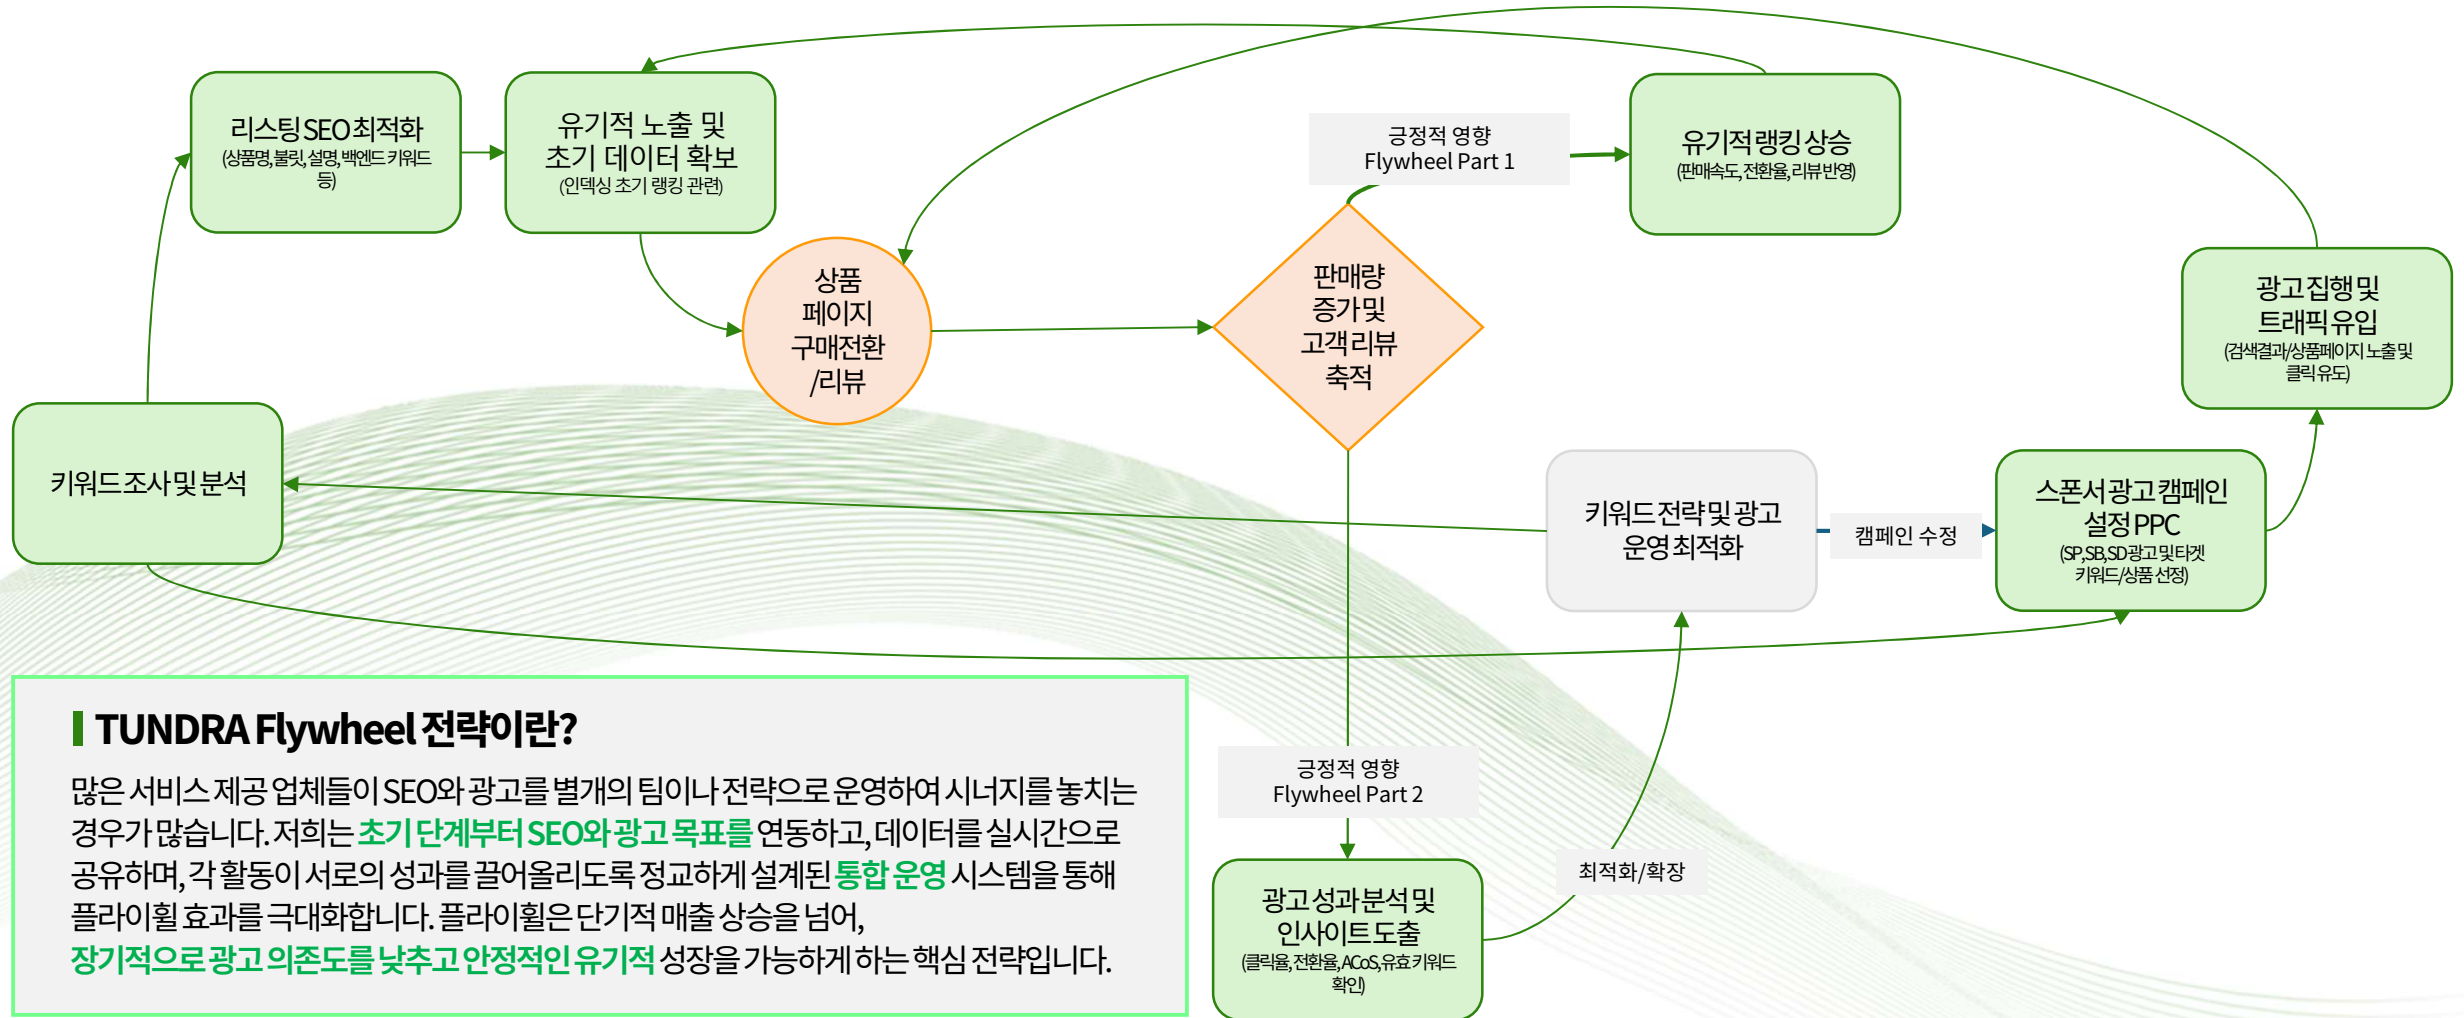 리스팅 SEO 최적화
(상품명, 불릿, 설명, 백엔드 키워드
등)
유기적 노출 및
초기 데이터 확보
(인덱싱 초기 랭킹 관련)
긍정적 영향
Flywheel Part 1
유기적 랭킹 상승
(판매속도, 전환율, 리뷰 반영)
상품
페이지
구매전환
/리뷰
판매량
증가 및
고객 리뷰
축적
광고 집행 및
트래픽 유입
(검색결과/상품페이지 노출 및
클릭 유도)
키워드 조사 및 분석
키워드 전략 및 광고
운영 최적화
캠페인 수정
스폰서 광고 캠페인
설정 PPC
(SP, SB, SD 광고 및 타겟
키워드/상품 선정)
TUNDRA Flywheel 전략이란?
많은 서비스 제공 업체들이 SEO와 광고를 별개의 팀이나 전략으로 운영하여 시너지를 놓치는
경우가 많습니다. 저희는 초기 단계부터 SEO와 광고 목표를 연동하고, 데이터를 실시간으로
공유하며, 각 활동이 서로의 성과를 끌어올리도록 정교하게 설계된 통합 운영 시스템을 통해
플라이휠 효과를 극대화합니다. 플라이휠은 단기적 매출 상승을 넘어,
장기적으로 광고 의존도를 낮추고 안정적인 유기적 성장을 가능하게 하는 핵심 전략입니다.
긍정적 영향
Flywheel Part 2
최적화/확장
광고 성과 분석 및
인사이트 도출
(클릭율, 전환율, ACoS, 유효 키워드
확인)